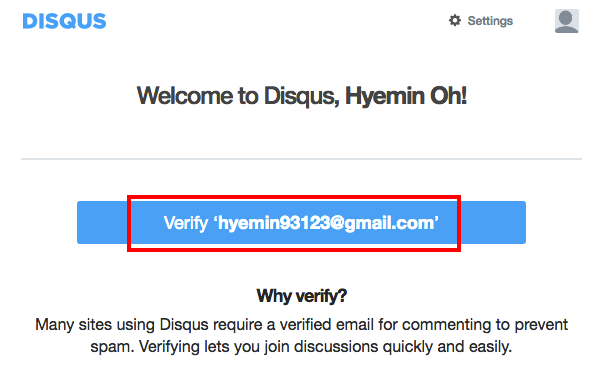 DISQUS
Settings
Welcome to Disqus, Hyemin Oh!
Verify ‘hyemin93123@gmail.com’
Why verify?
Many sites using Disqus require a verified email for commenting to prevent
spam. Verifying lets you join discussions quickly and easily.